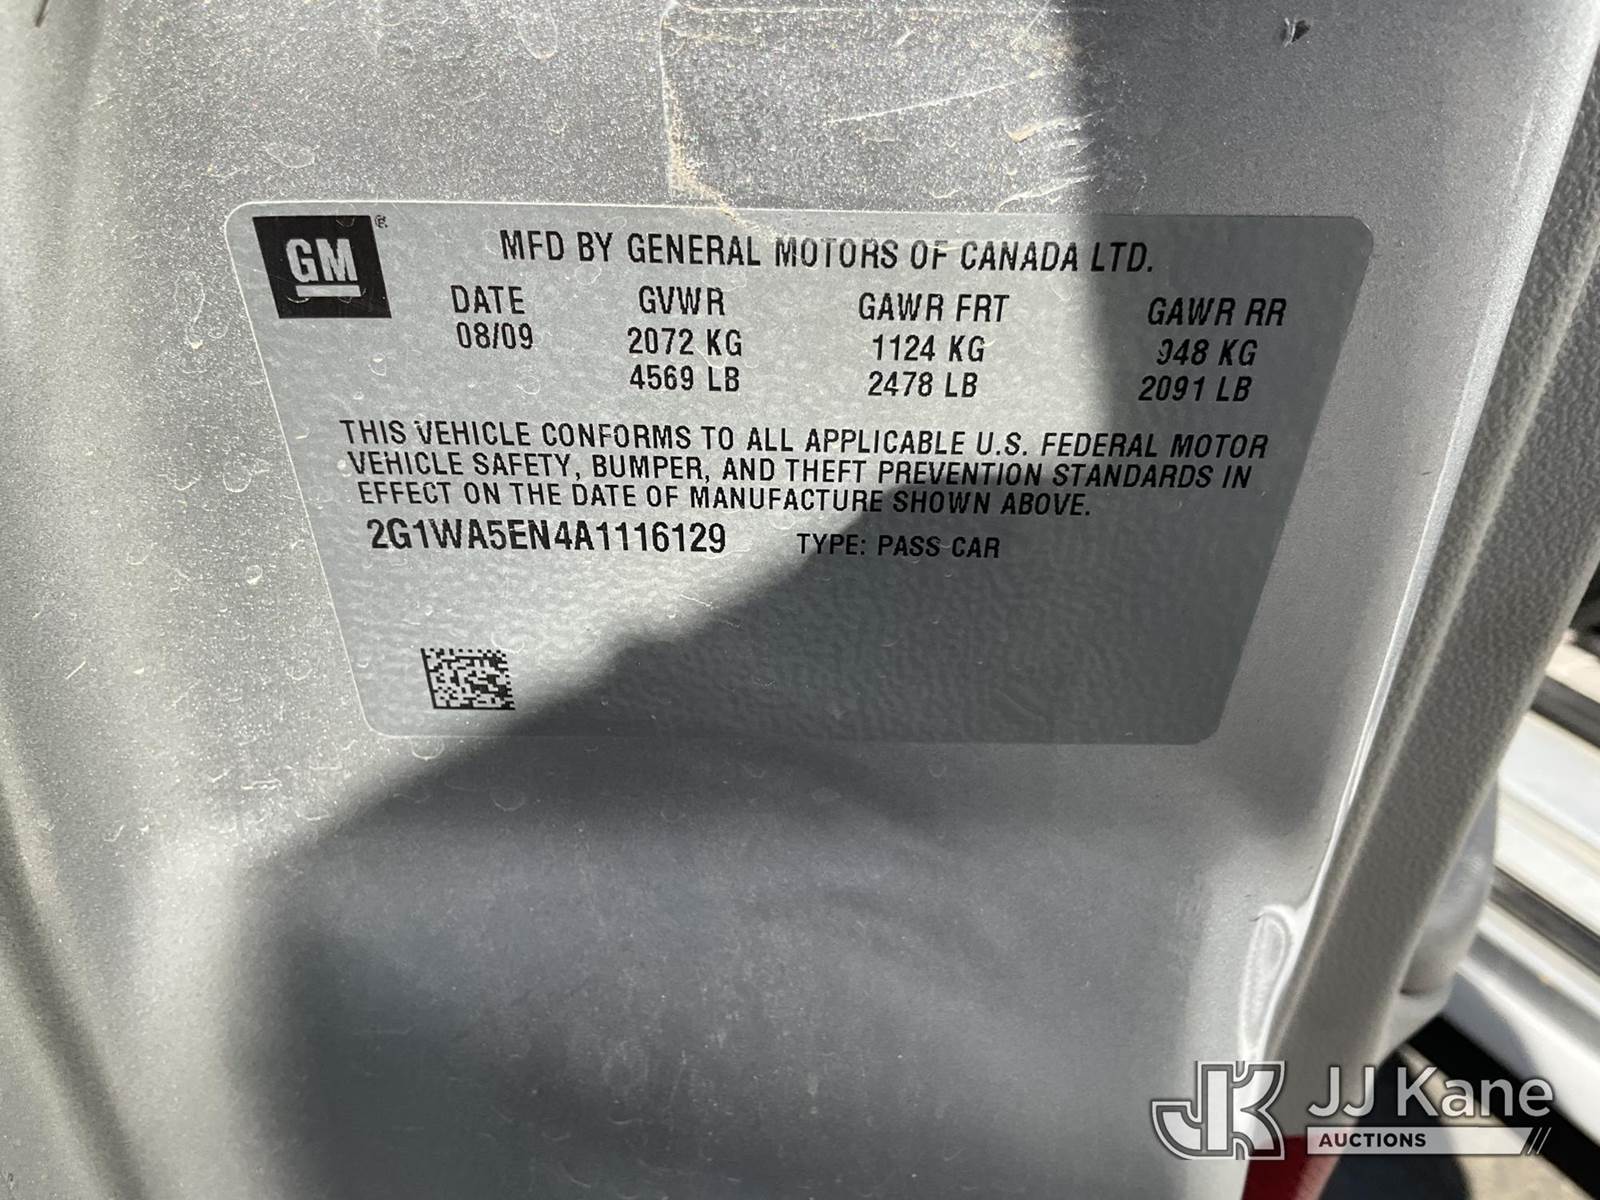 GM
MFD BY GENERAL MOTORS OF CANADA LTD.
DATE GVWR GAWR FRT GAWR RR
08/09 2072 KG 1124 KG 948 KG
4569 LB 2478 LB 2091 LB
THIS VEHICLE CONFORMS TO ALL APPLICABLE U.S. FEDERAL MOTOR
VEHICLE SAFETY, BUMPER, AND THEFT PREVENTION STANDARDS IN
EFFECT ON THE DATE OF MANUFACTURE SHOWN ABOVE.
2G1WA5EN4A1116129 TYPE: PASS CAR
JK JJ Kane
AUCTIONS